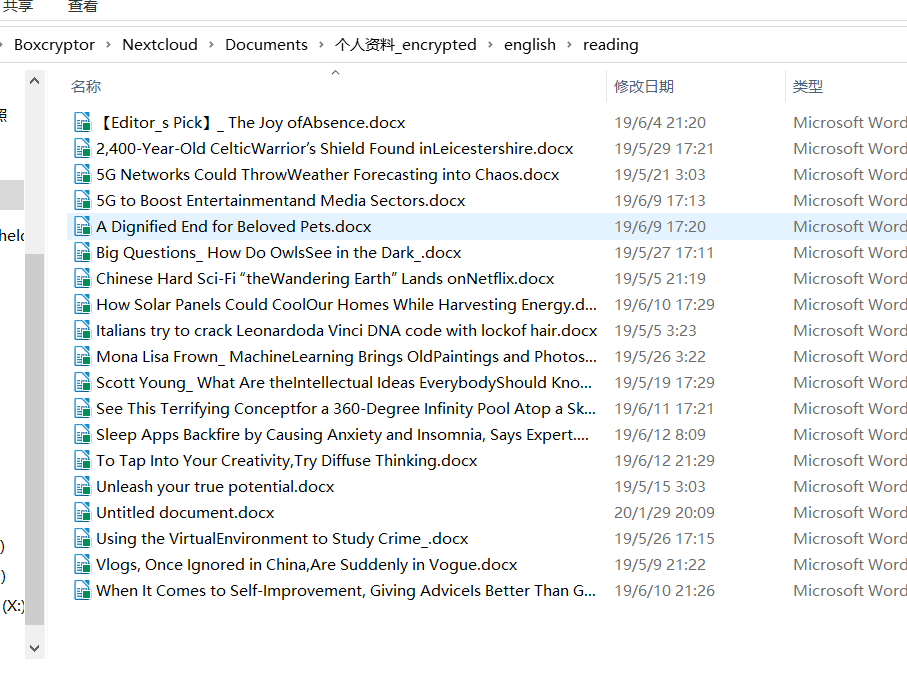 共享 查看
Boxcryptor › Nextcloud › Documents › 个人资料_encrypted › english › reading
名称 修改日期 类型
【Editor_s Pick】_ The Joy ofAbsence.docx 19/6/4 21:20 Microsoft Word
2,400-Year-Old CelticWarrior’s Shield Found inLeicestershire.docx 19/5/29 17:21 Microsoft Word
5G Networks Could ThrowWeather Forecasting into Chaos.docx 19/5/21 3:03 Microsoft Word
5G to Boost Entertainmentand Media Sectors.docx 19/6/9 17:13 Microsoft Word
A Dignified End for Beloved Pets.docx 19/6/9 17:20 Microsoft Word
Big Questions_ How Do OwlsSee in the Dark_.docx 19/5/27 17:11 Microsoft Word
Chinese Hard Sci-Fi “theWandering Earth” Lands onNetflix.docx 19/5/5 21:19 Microsoft Word
How Solar Panels Could CoolOur Homes While Harvesting Energy.d... 19/6/10 17:29 Microsoft Word
Italians try to crack Leonardoda Vinci DNA code with lockof hair.docx 19/5/5 3:23 Microsoft Word
Mona Lisa Frown_ MachineLearning Brings OldPaintings and Photos... 19/5/26 3:22 Microsoft Word
Scott Young_ What Are theIntellectual Ideas EverybodyShould Kno... 19/5/19 17:29 Microsoft Word
See This Terrifying Conceptfor a 360-Degree Infinity Pool Atop a Sk... 19/6/11 17:21 Microsoft Word
Sleep Apps Backfire by Causing Anxiety and Insomnia, Says Expert.... 19/6/12 8:09 Microsoft Word
To Tap Into Your Creativity,Try Diffuse Thinking.docx 19/6/12 21:29 Microsoft Word
Unleash your true potential.docx 19/5/15 3:03 Microsoft Word
Untitled document.docx 20/1/29 20:09 Microsoft Word
Using the VirtualEnvironment to Study Crime_.docx 19/5/26 17:15 Microsoft Word
Vlogs, Once Ignored in China,Are Suddenly in Vogue.docx 19/5/9 21:22 Microsoft Word
When It Comes to Self-Improvement, Giving AdviceIs Better Than G... 19/6/10 21:26 Microsoft Word
)
)
(X:)